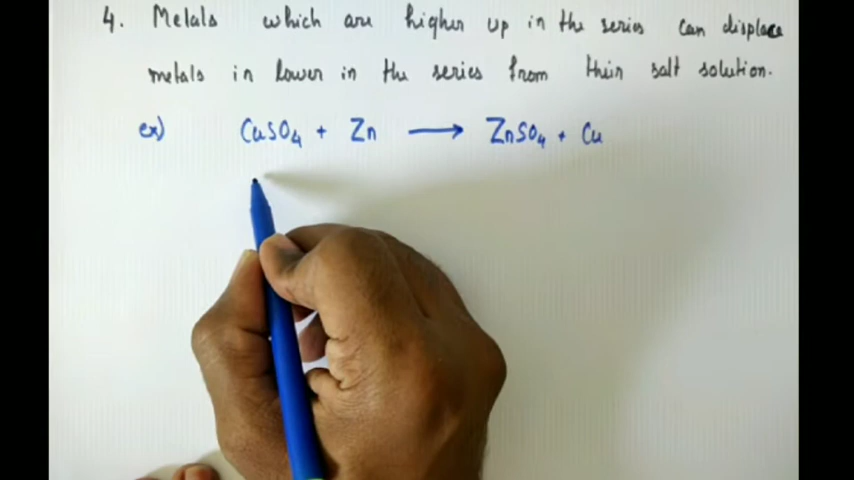 4. Metals which are higher up in the series can displace
metals in lower in the series from their salt solution.
ex) CuSO₄ + Zn ⟶ ZnSO₄ + Cu